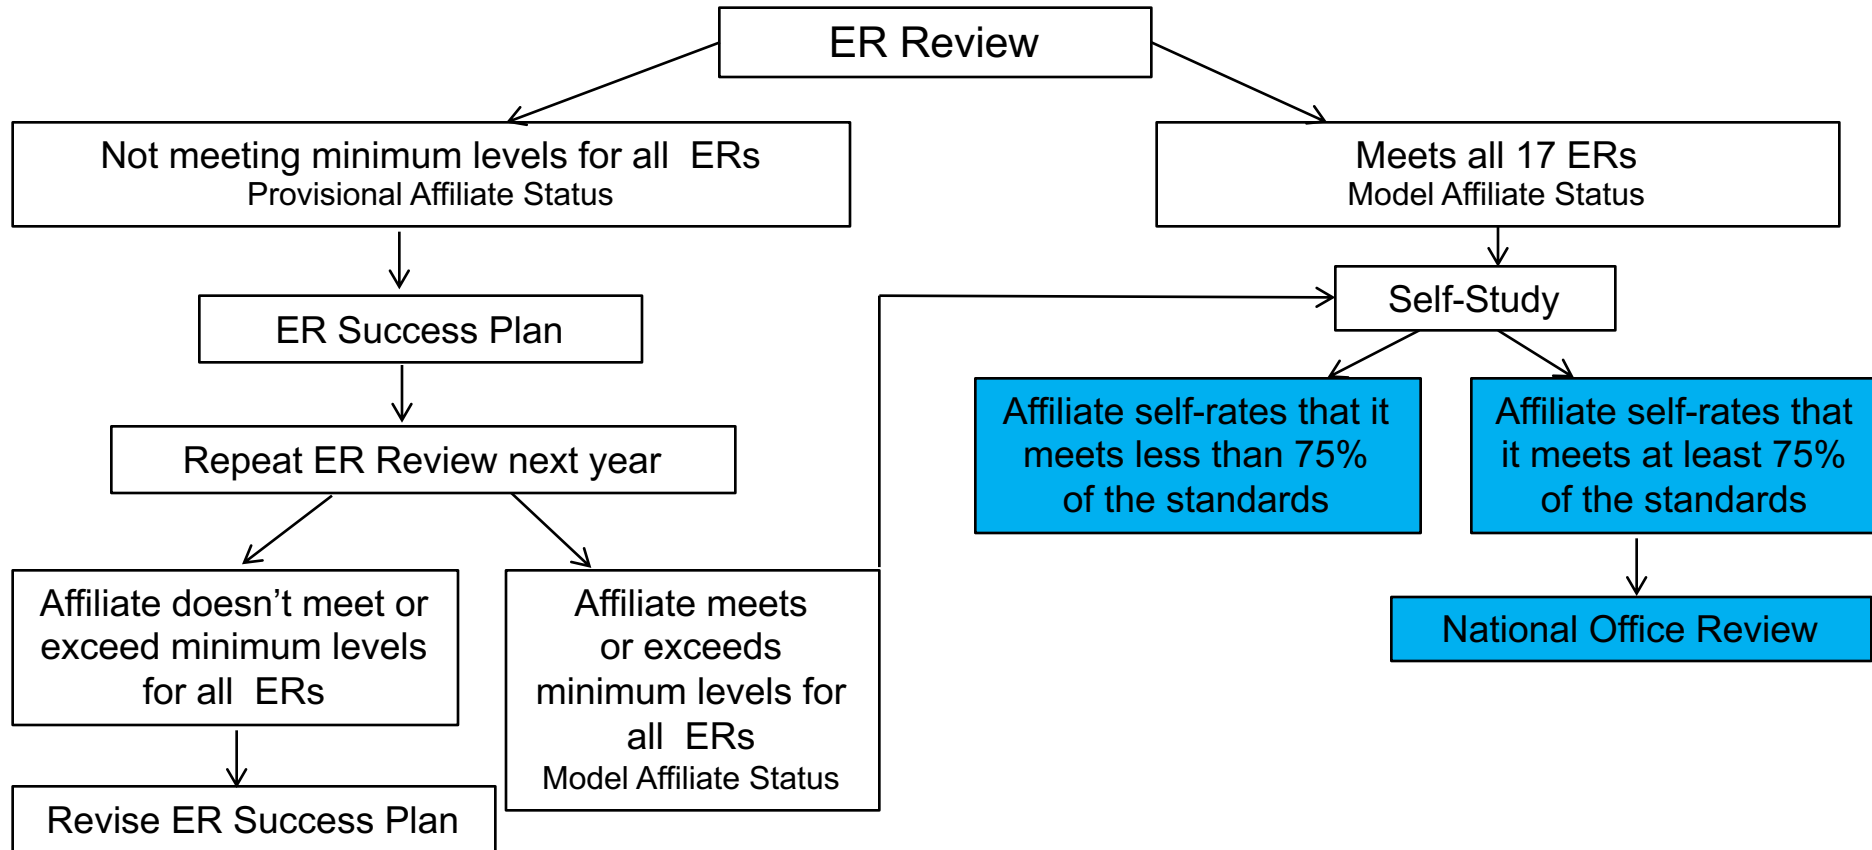 ER Review
Not meeting minimum levels for all ERs
Provisional Affiliate Status
Meets all 17 ERs
Model Affiliate Status
ER Success Plan
Self-Study
Repeat ER Review next year
Affiliate self-rates that it
meets less than 75%
of the standards
Affiliate self-rates that
it meets at least 75%
of the standards
Affiliate doesn’t meet or
exceed minimum levels
for all ERs
Affiliate meets
or exceeds
minimum levels for
all ERs
Model Affiliate Status
National Office Review
Revise ER Success Plan